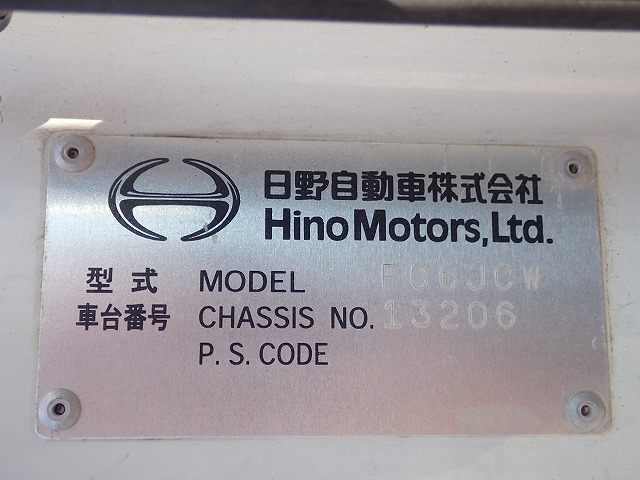 日野自動車株式会社
Hino Motors, Ltd.
型式 MODEL FC6JCW
車台番号 CHASSIS NO. 13206
P. S. CODE